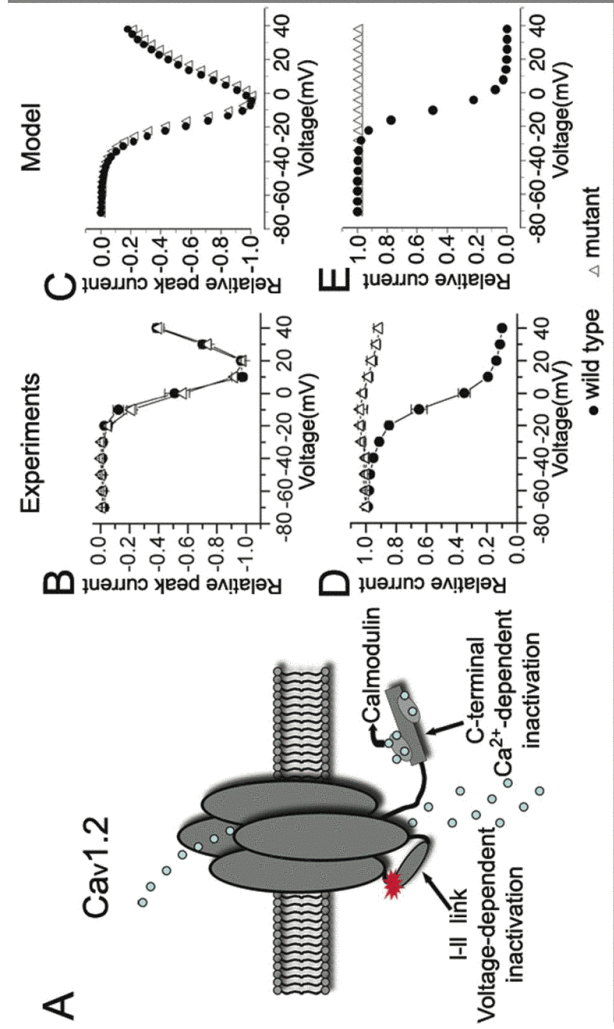 A
Cav1.2
Calmodulin
I-II link
Voltage-dependent
inactivation
C-terminal
Ca2+-dependent
inactivation
Experiments
B
Relative peak current
0.0
-0.2
-0.4
-0.6
-0.8
-1.0
-80 -60 -40 -20 0 20 40
Voltage(mV)
D
Relative current
1.0
0.8
0.6
0.4
0.2
0.0
-80 -60 -40 -20 0 20 40
Voltage(mV)
Model
C
Relative peak current
0.0
-0.2
-0.4
-0.6
-0.8
-1.0
-80 -60 -40 -20 0 20 40
Voltage(mV)
E
Relative current
1.0
0.8
0.6
0.4
0.2
0.0
-80 -60 -40 -20 0 20 40
Voltage(mV)
wild type
mutant